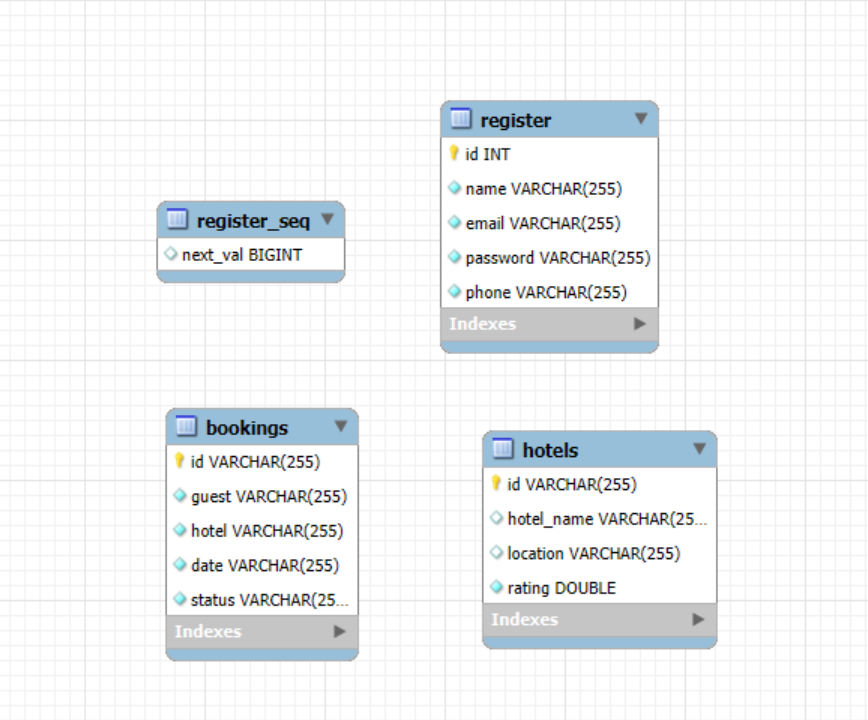 register
id INT
name VARCHAR(255)
email VARCHAR(255)
password VARCHAR(255)
phone VARCHAR(255)
Indexes
register_seq
next_val BIGINT
bookings
id VARCHAR(255)
guest VARCHAR(255)
hotel VARCHAR(255)
date VARCHAR(255)
status VARCHAR(25...
Indexes
hotels
id VARCHAR(255)
hotel_name VARCHAR(25...
location VARCHAR(255)
rating DOUBLE
Indexes